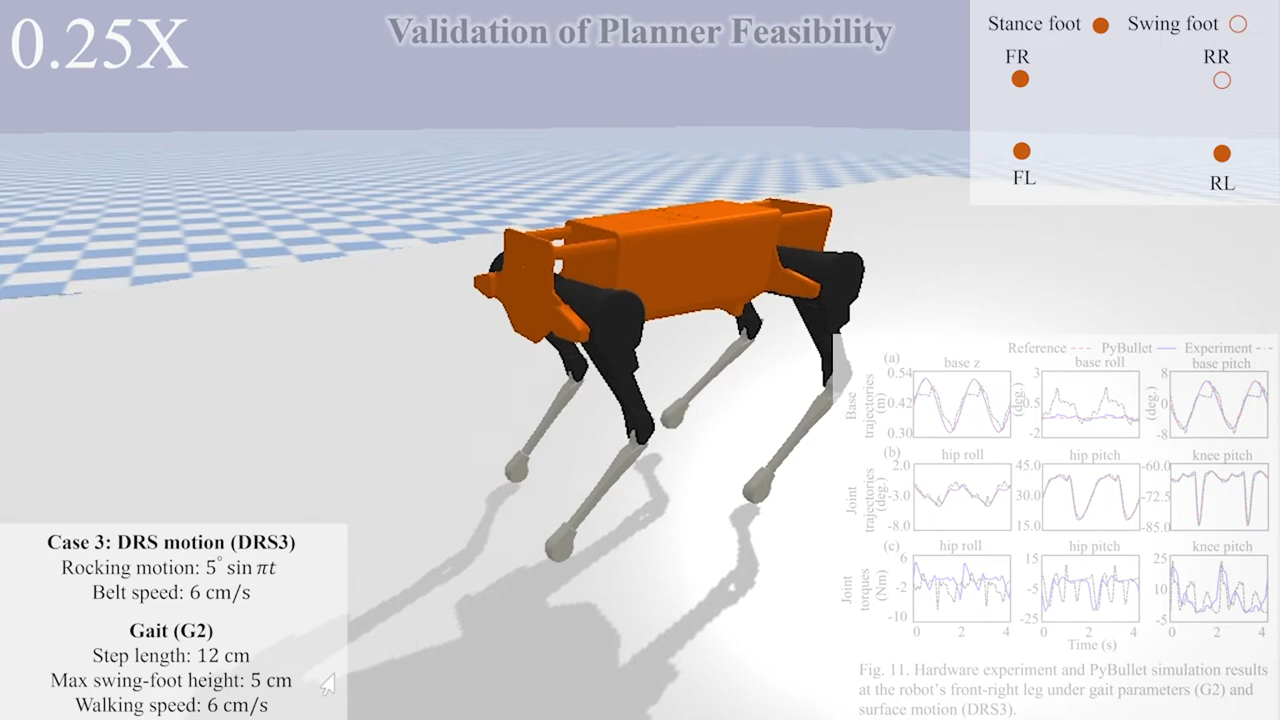 0.25X
Validation of Planner Feasibility
Stance foot Swing foot
FR RR
FL RL
Case 3: DRS motion (DRS3)
Rocking motion: 5° sin πt
Belt speed: 6 cm/s
Gait (G2)
Step length: 12 cm
Max swing-foot height: 5 cm
Walking speed: 6 cm/s
Reference PyBullet Experiment
(a) base z base roll base pitch
Base trajectories (m) (deg.) (deg.)
0.54 3 8
0.42 0.5 0
0.30 -2 -8
(b) hip roll hip pitch knee pitch
Joint trajectories (deg.)
2.0 45.0 -60.0
-3.0 30.0 -72.5
-8.0 15.0 -85.0
(c) hip roll hip pitch knee pitch
Joint torques (Nm)
6 15 25
-2 -5 10
-10 -25 -5
0 2 4 0 2 4 0 2 4
Time (s)
Fig. 11. Hardware experiment and PyBullet simulation results
at the robot's front-right leg under gait parameters (G2) and
surface motion (DRS3).